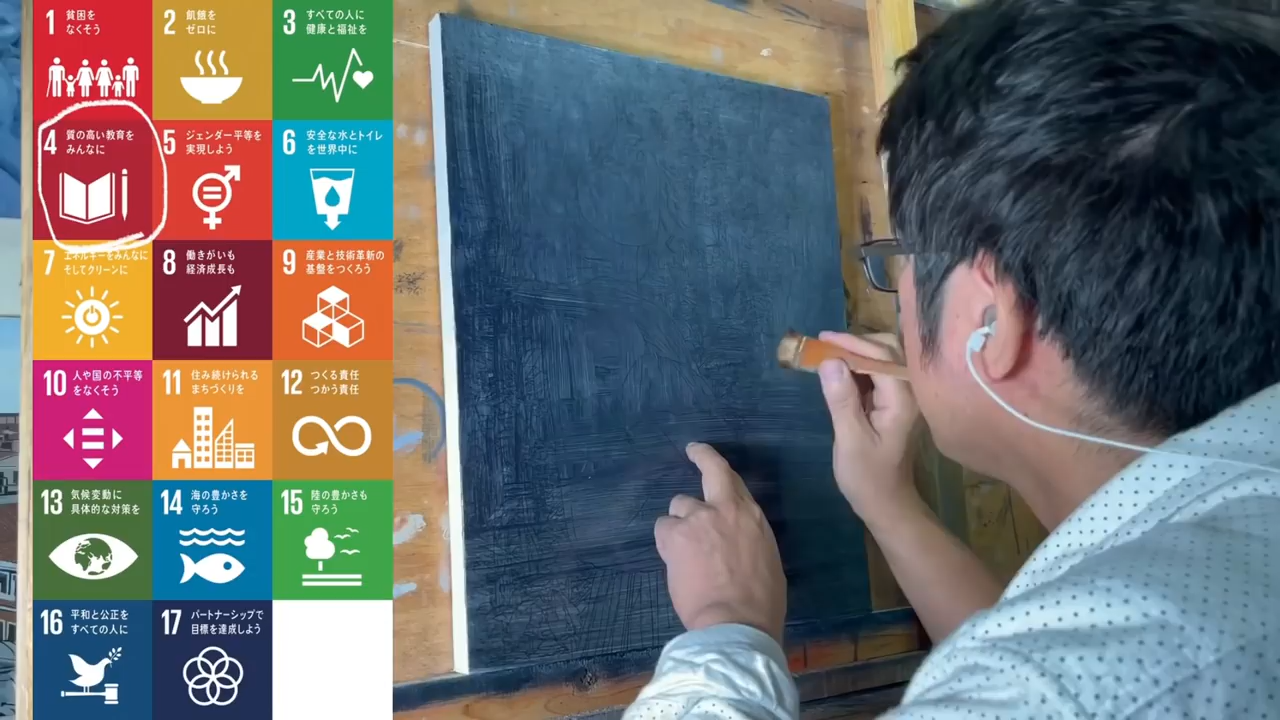 1 貧困を
なくそう
2 飢餓を
ゼロに
3 すべての人に
健康と福祉を
4 質の高い教育を
みんなに
5 ジェンダー平等を
実現しよう
6 安全な水とトイレ
を世界中に
7 エネルギーをみんなに
そしてクリーンに
8 働きがいも
経済成長も
9 産業と技術革新の
基盤をつくろう
10 人や国の不平等
をなくそう
11 住み続けられる
まちづくりを
12 つくる責任
つかう責任
13 気候変動に
具体的な対策を
14 海の豊かさを
守ろう
15 陸の豊かさも
守ろう
16 平和と公正を
すべての人に
17 パートナーシップで
目標を達成しよう